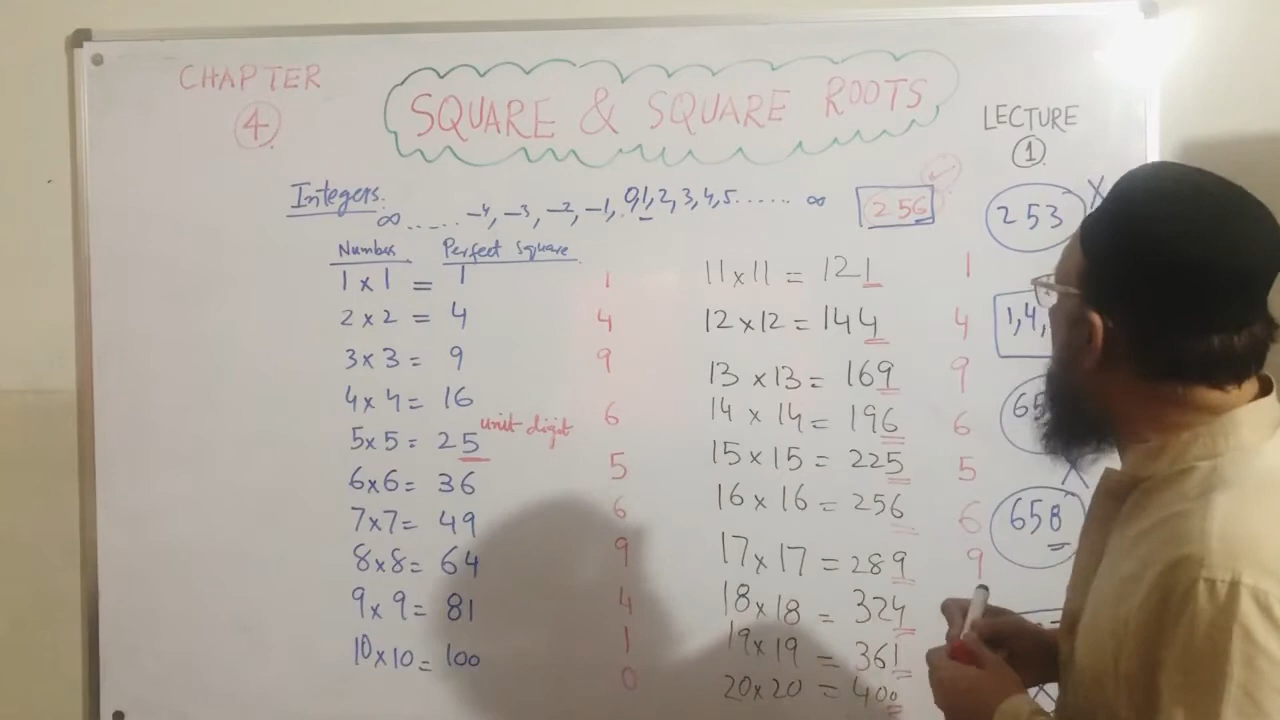 CHAPTER
4
SQUARE & SQUARE ROOTS
LECTURE
1
Integers.
∞ ...... -4, -3, -2, -1, 0, 1, 2, 3, 4, 5 ...... ∞
256
253 X
Number Perfect Square
1 x 1 = 1 1
2 x 2 = 4 4
3 x 3 = 9 9
4 x 4 = 16 6
5 x 5 = 25 unit digit 5
6 x 6 = 36 6
7 x 7 = 49 9
8 x 8 = 64 4
9 x 9 = 81 1
10 x 10 = 100 0
11 x 11 = 121 1
12 x 12 = 144 4
13 x 13 = 169 9
14 x 14 = 196 6
15 x 15 = 225 5
16 x 16 = 256 6
17 x 17 = 289 9
18 x 18 = 324
19 x 19 = 361
20 x 20 = 400
1, 4,
65
X
658